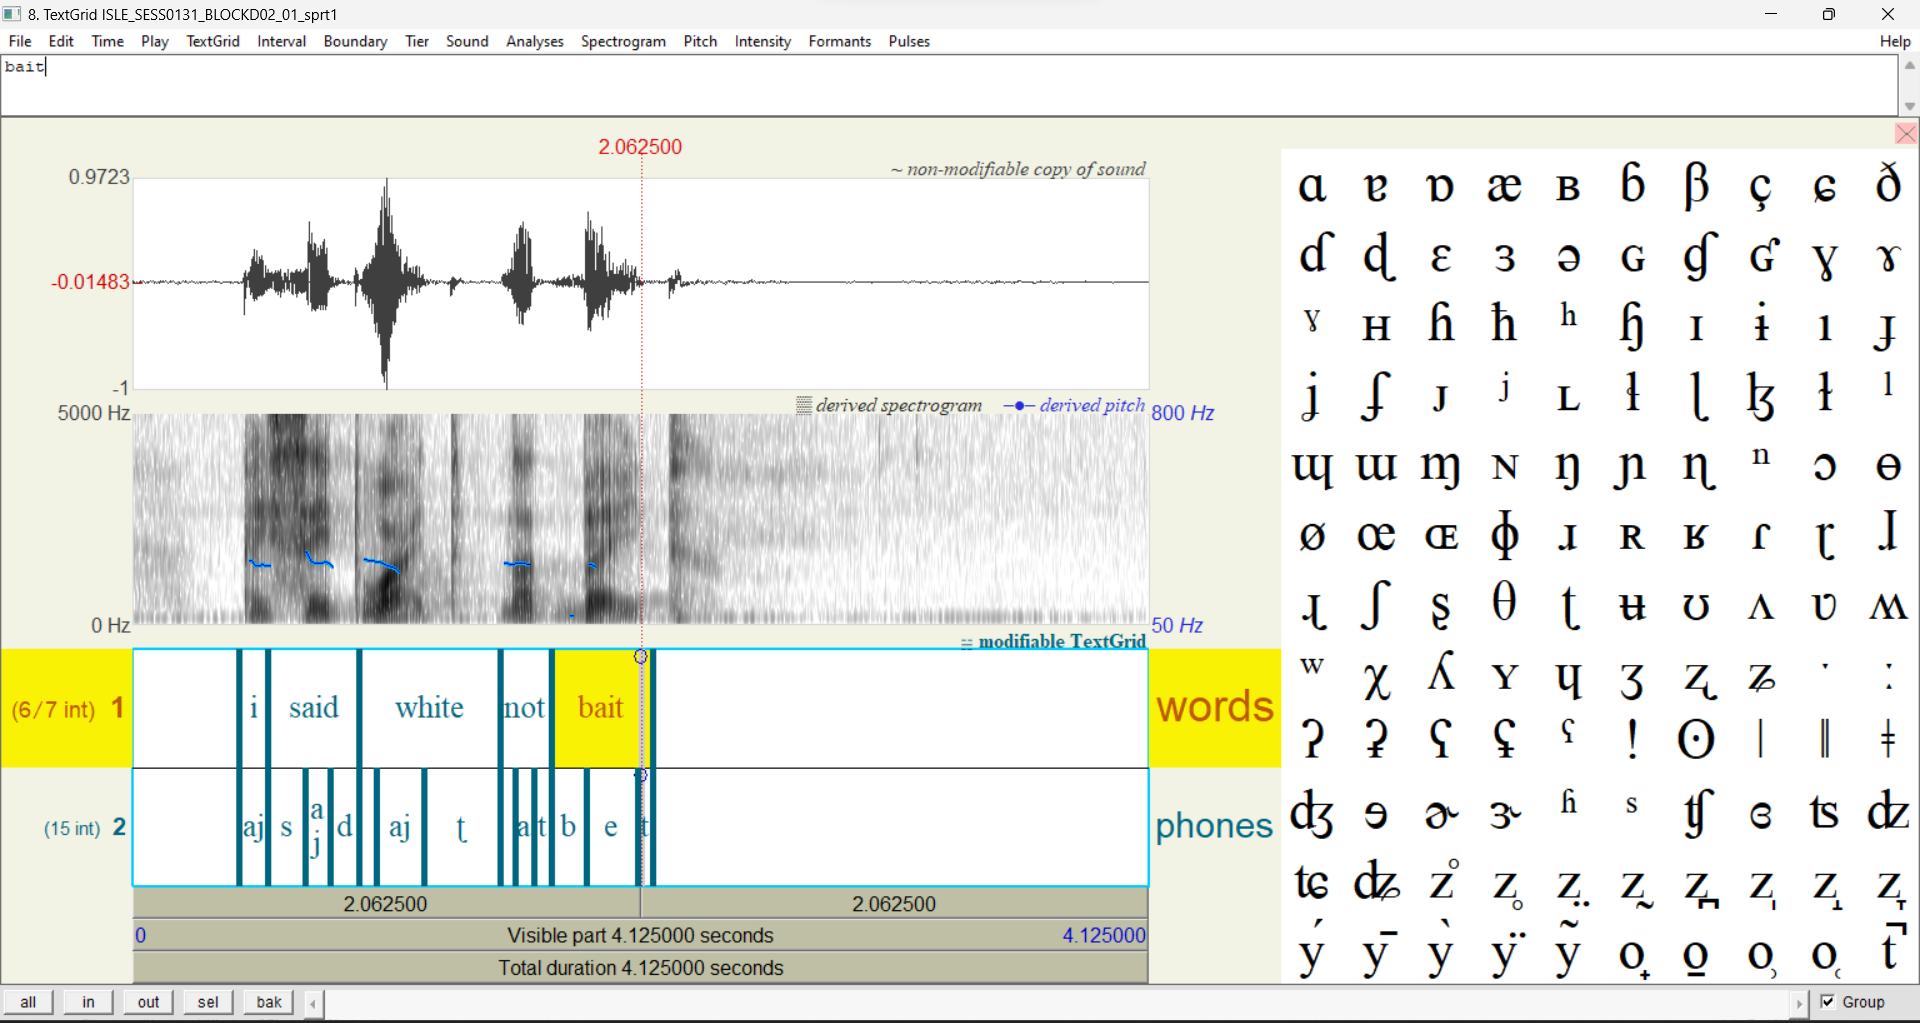 8. TextGrid ISLE_SESS0131_BLOCKD02_01_sprt1
File Edit Time Play TextGrid Interval Boundary Tier Sound Analyses Spectrogram Pitch Intensity Formants Pulses Help
bait
2.062500
0.9723
~ non-modifiable copy of sound
-0.01483
-1
5000 Hz
derived spectrogram
derived pitch
800 Hz
0 Hz
50 Hz
modifiable TextGrid
(6/7 int) 1
i said white not bait
words
(15 int) 2
aj s aj d aj ʈ a t b e t
phones
2.062500 2.062500
0 Visible part 4.125000 seconds 4.125000
Total duration 4.125000 seconds
ɑ ɐ ɒ æ ʙ ɓ β ç ɕ ð
ɗ ɖ ɛ ɜ ə ɢ ɠ ʛ ɣ ɤ
ˠ ʜ ɦ ħ ʰ ɧ ɪ ɨ ı ɟ
ʝ ʄ ᴊ ʲ ʟ ɭ ɮ ɫ ˡ
ɰ ɯ ɱ ɴ ŋ ɲ ɳ ⁿ ɔ ɵ
ø œ ɶ ɸ ɹ ʀ ʁ ɾ ɽ ɺ
ɻ ʃ ʂ θ ʈ ʉ ʊ ʌ ʋ ʍ
ʷ χ ʎ ʏ ɥ ʒ ʐ ʑ ˑ ː
ʔ ʡ ʕ ʢ ˤ ! ʘ ǀ ǁ ǂ
ʤ ɘ ɚ ɝ ʱ ˢ ʧ ɞ ʦ ʣ
ʨ ʥ z̊ z̥ z̤ z̰ z̪ z̩ z̝ z̞
ý ȳ ỳ ÿ ỹ o̟ o̠ o̹ o̜ t̚
all in out sel bak Group